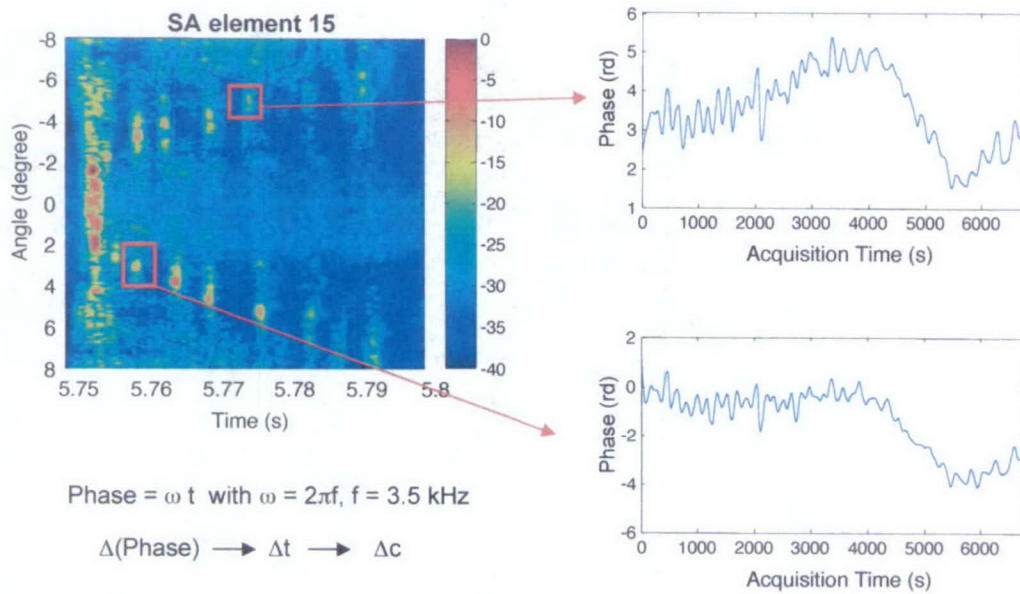 SA element 15
-8
-6
-4
-2
0
2
4
6
8
Angle (degree)
5.75 5.76 5.77 5.78 5.79 5.8
Time (s)
0
-5
-10
-15
-20
-25
-30
-35
-40
6
5
4
3
2
1
Phase (rd)
0 1000 2000 3000 4000 5000 6000
Acquisition Time (s)
2
0
-2
-4
-6
Phase (rd)
0 1000 2000 3000 4000 5000 6000
Acquisition Time (s)
Phase = ω t with ω = 2πf, f = 3.5 kHz
Δ(Phase) → Δt → Δc